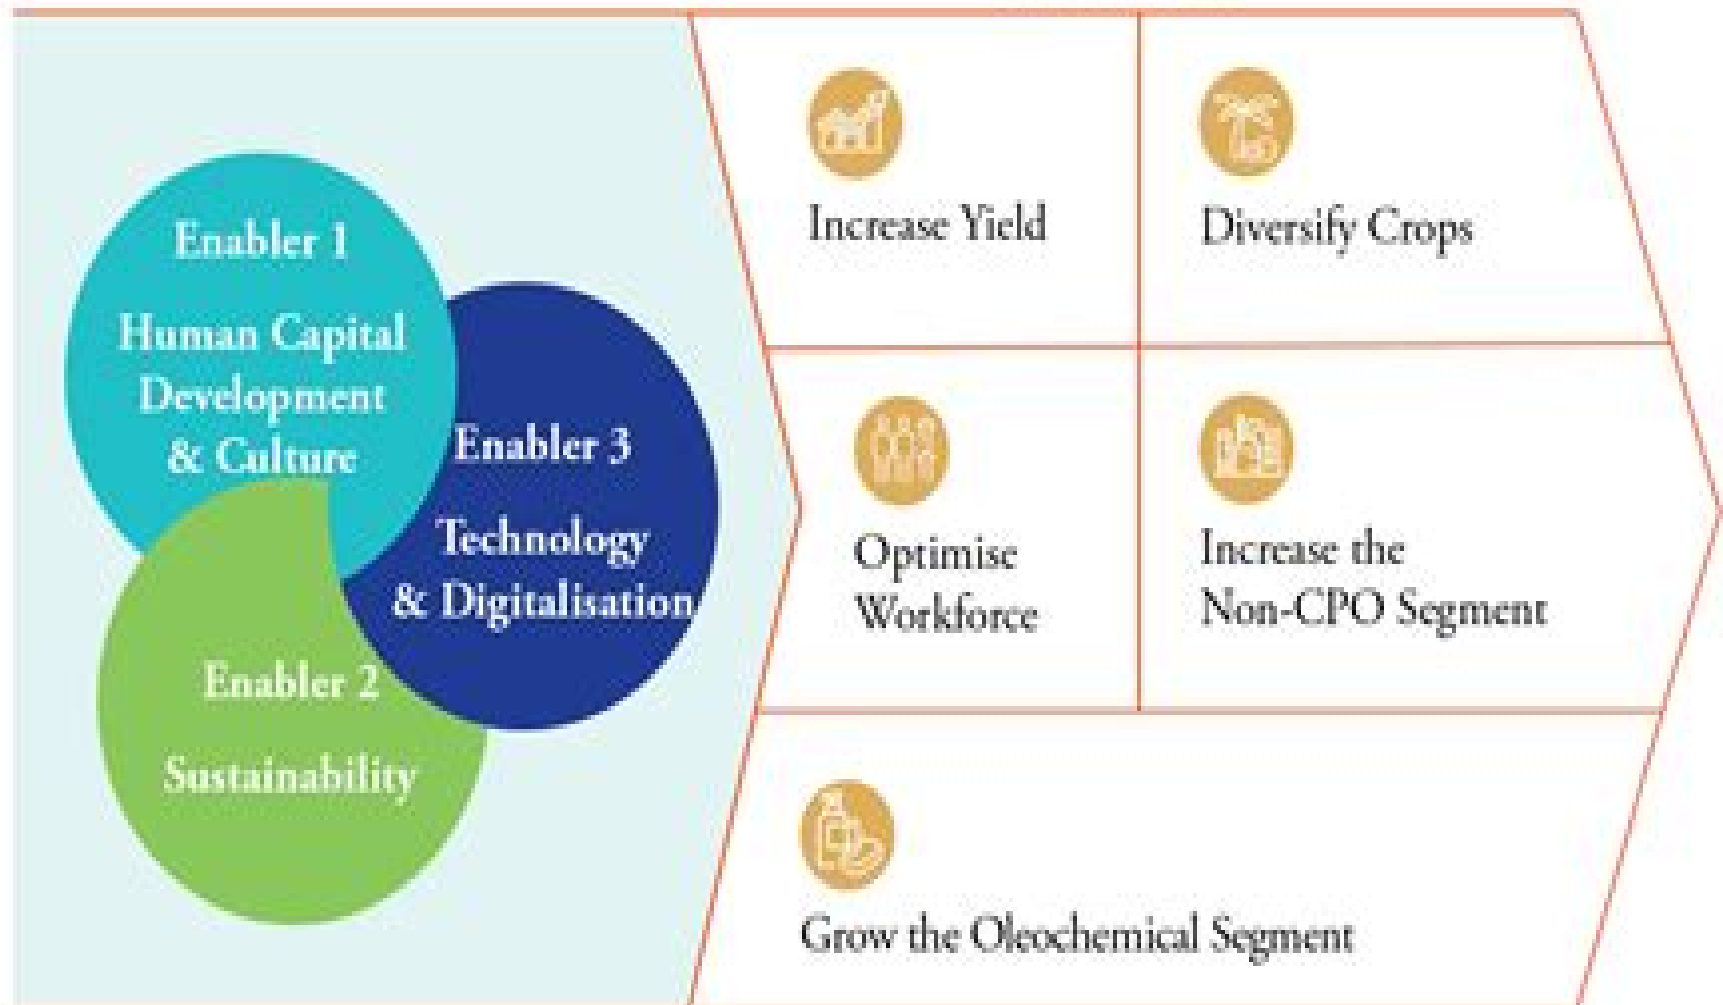 Enabler 1
Human Capital
Development
& Culture
Enabler 3
Technology
& Digitalisation
Enabler 2
Sustainability
Increase Yield
Diversify Crops
Optimise
Workforce
Increase the
Non-CPO Segment
Grow the Oleochemical Segment